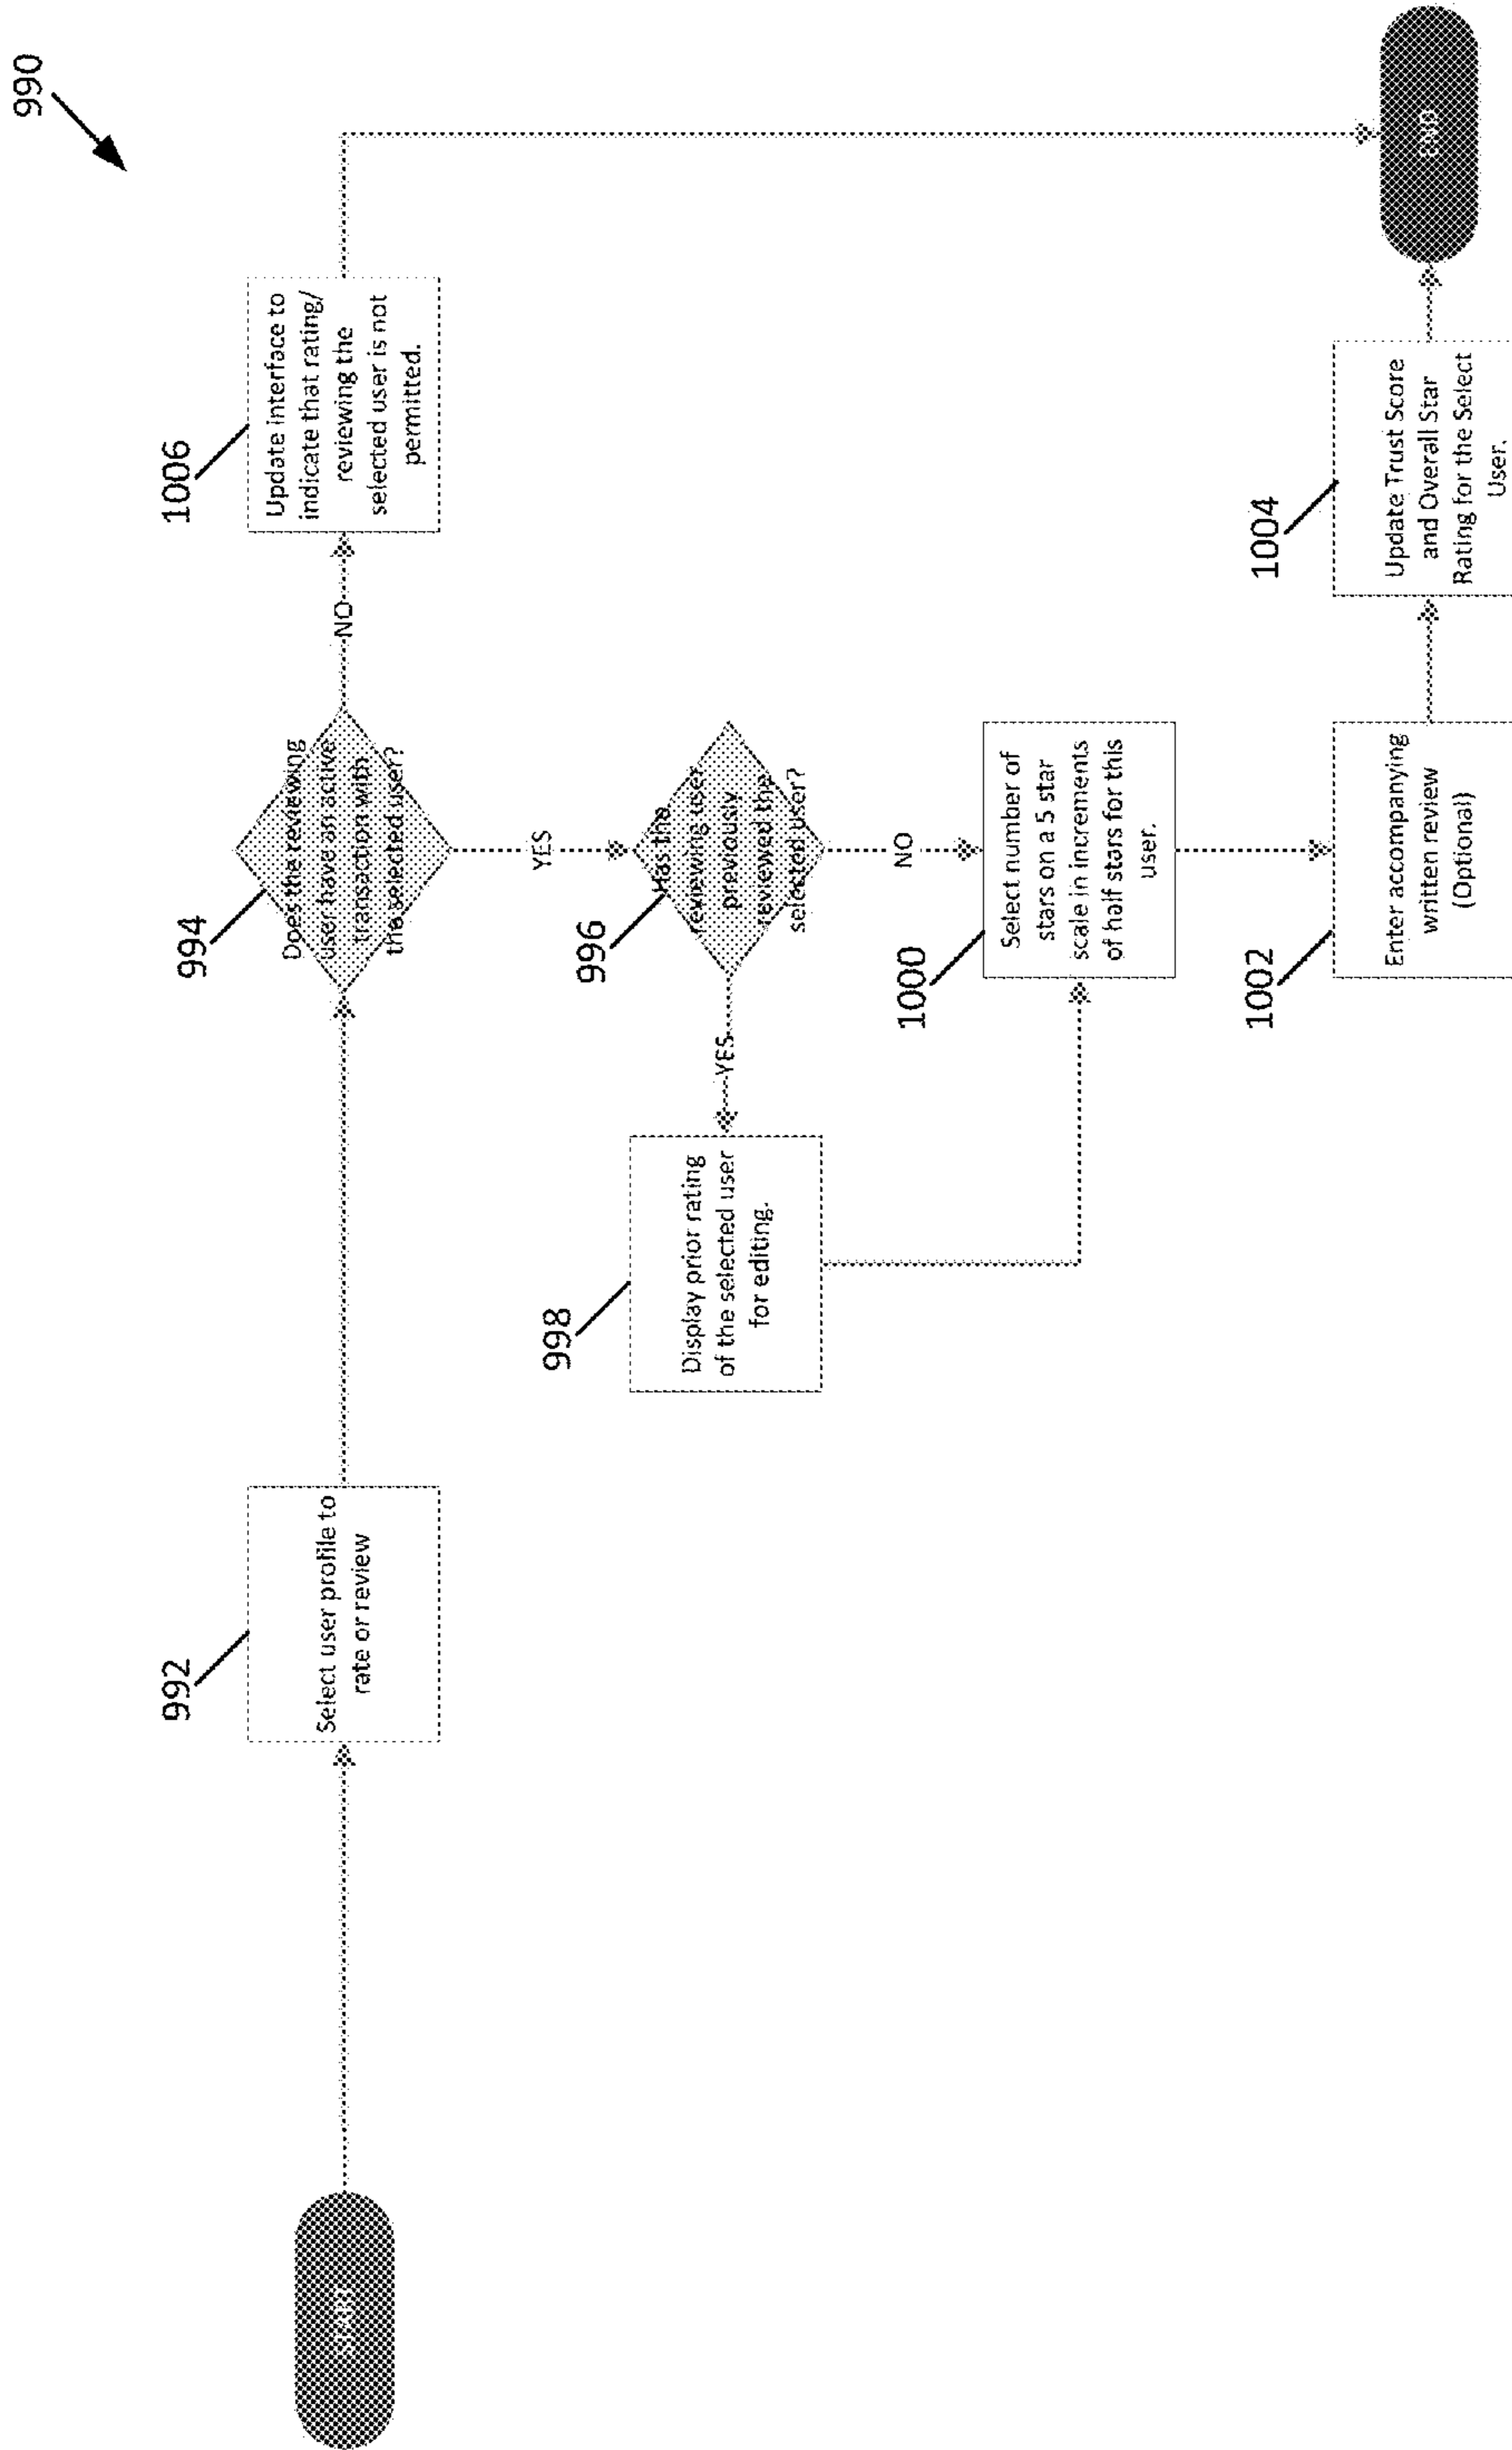 990
992
Select user profile to
rate or review
994
Does the reviewing
user have an active
transaction with
the selected user?
NO
1006
Update interface to
indicate that rating/
reviewing the
selected user is not
permitted.
YES
996
Has the
reviewing user
previously
reviewed the
selected user?
YES
998
Display prior rating
of the selected user
for editing.
NO
1000
Select number of
stars on a 5 star
scale in increments
of half stars for this
user.
1002
Enter accompanying
written review
(Optional)
1004
Update Trust Score
and Overall Star
Rating for the Select
User.
END